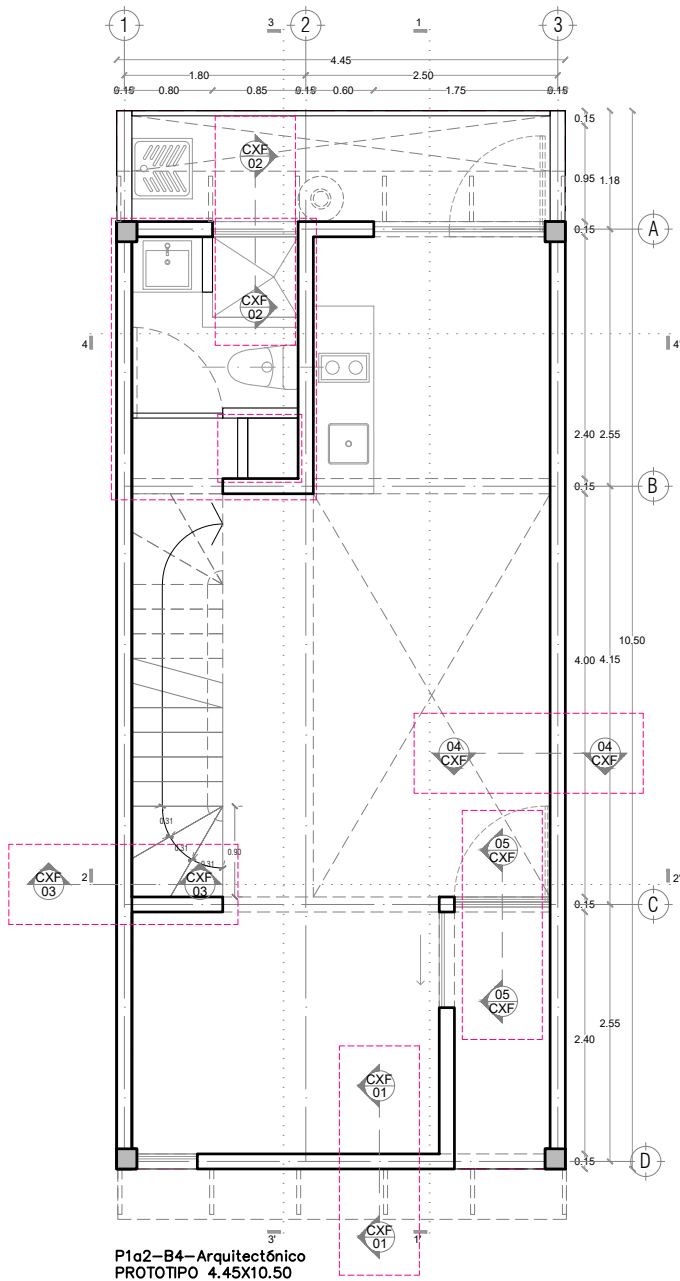 1 3 2 1 3
4.45
1.80 2.50
0.15 0.80 0.85 0.15 0.60 1.75 0.15
0.15
CXF
02
0.95 1.18
0.15 A
CXF
02
4 4'
2.40 2.55
0.15 B
10.50
4.00 4.15
04
CXF
04
CXF
0.31
0.31
0.31
0.90
05
CXF
CXF
03
2
CXF
03
2'
0.15 C
05
CXF
2.55
2.40
CXF
01
0.15 D
3' 1'
CXF
01
P1a2-B4-Arquitectónico
PROTOTIPO 4.45X10.50